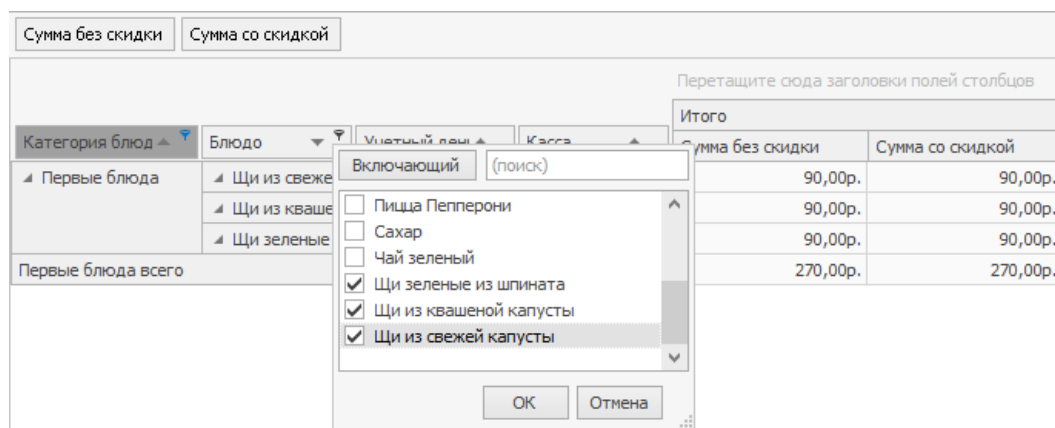 Сумма без скидки Сумма со скидкой
Перетащите сюда заголовки полей столбцов
Итого
Категория блюд Блюдо Учетный день Касса Сумма без скидки Сумма со скидкой
Первые блюда Щи из свеже 90,00р. 90,00р.
Щи из кваше 90,00р. 90,00р.
Щи зеленые 90,00р. 90,00р.
Первые блюда всего 270,00р. 270,00р.
Включающий (поиск)
Пицца Пепперони
Сахар
Чай зеленый
Щи зеленые из шпината
Щи из квашеной капусты
Щи из свежей капусты
ОК Отмена